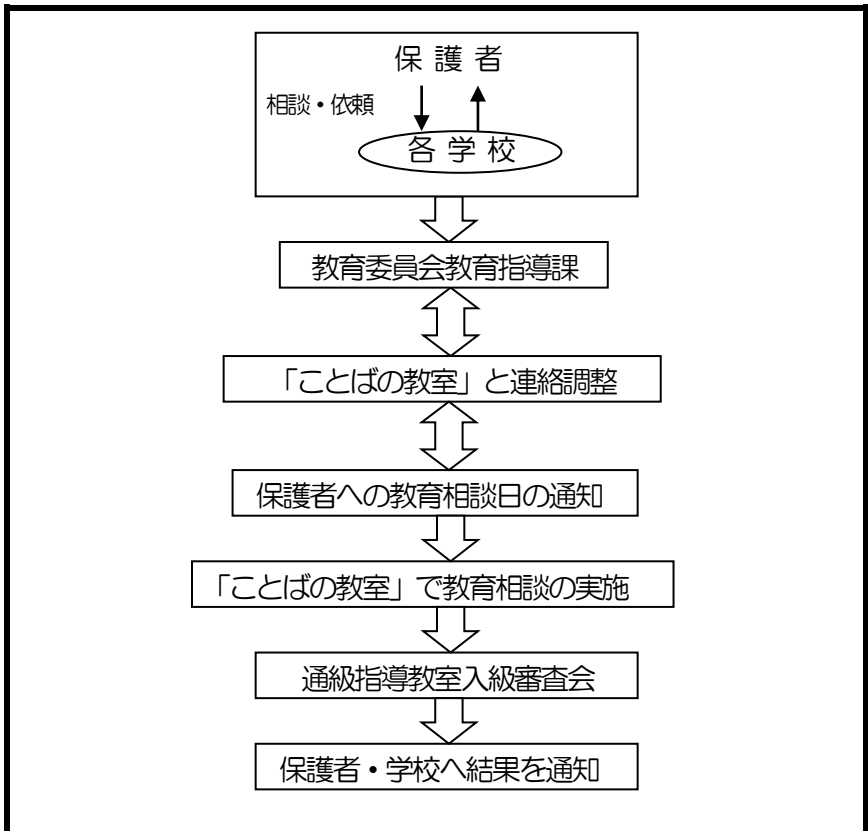 保 護 者
相談・依頼
各 学 校
教育委員会教育指導課
「ことばの教室」と連絡調整
保護者への教育相談日の通知
「ことばの教室」で教育相談の実施
通級指導教室入級審査会
保護者・学校へ結果を通知